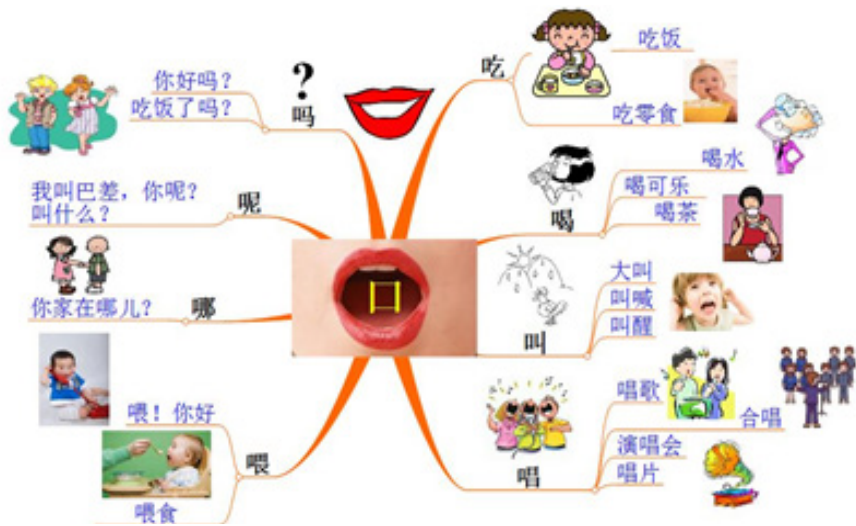 口
吃
吃饭
吃零食
喝
喝水
喝可乐
喝茶
叫
大叫
叫喊
叫醒
唱
唱歌
合唱
演唱会
唱片
?
吗
你好吗？
吃饭了吗？
呢
我叫巴差，你呢？
叫什么？
哪
你家在哪儿？
喂
喂！你好
喂食